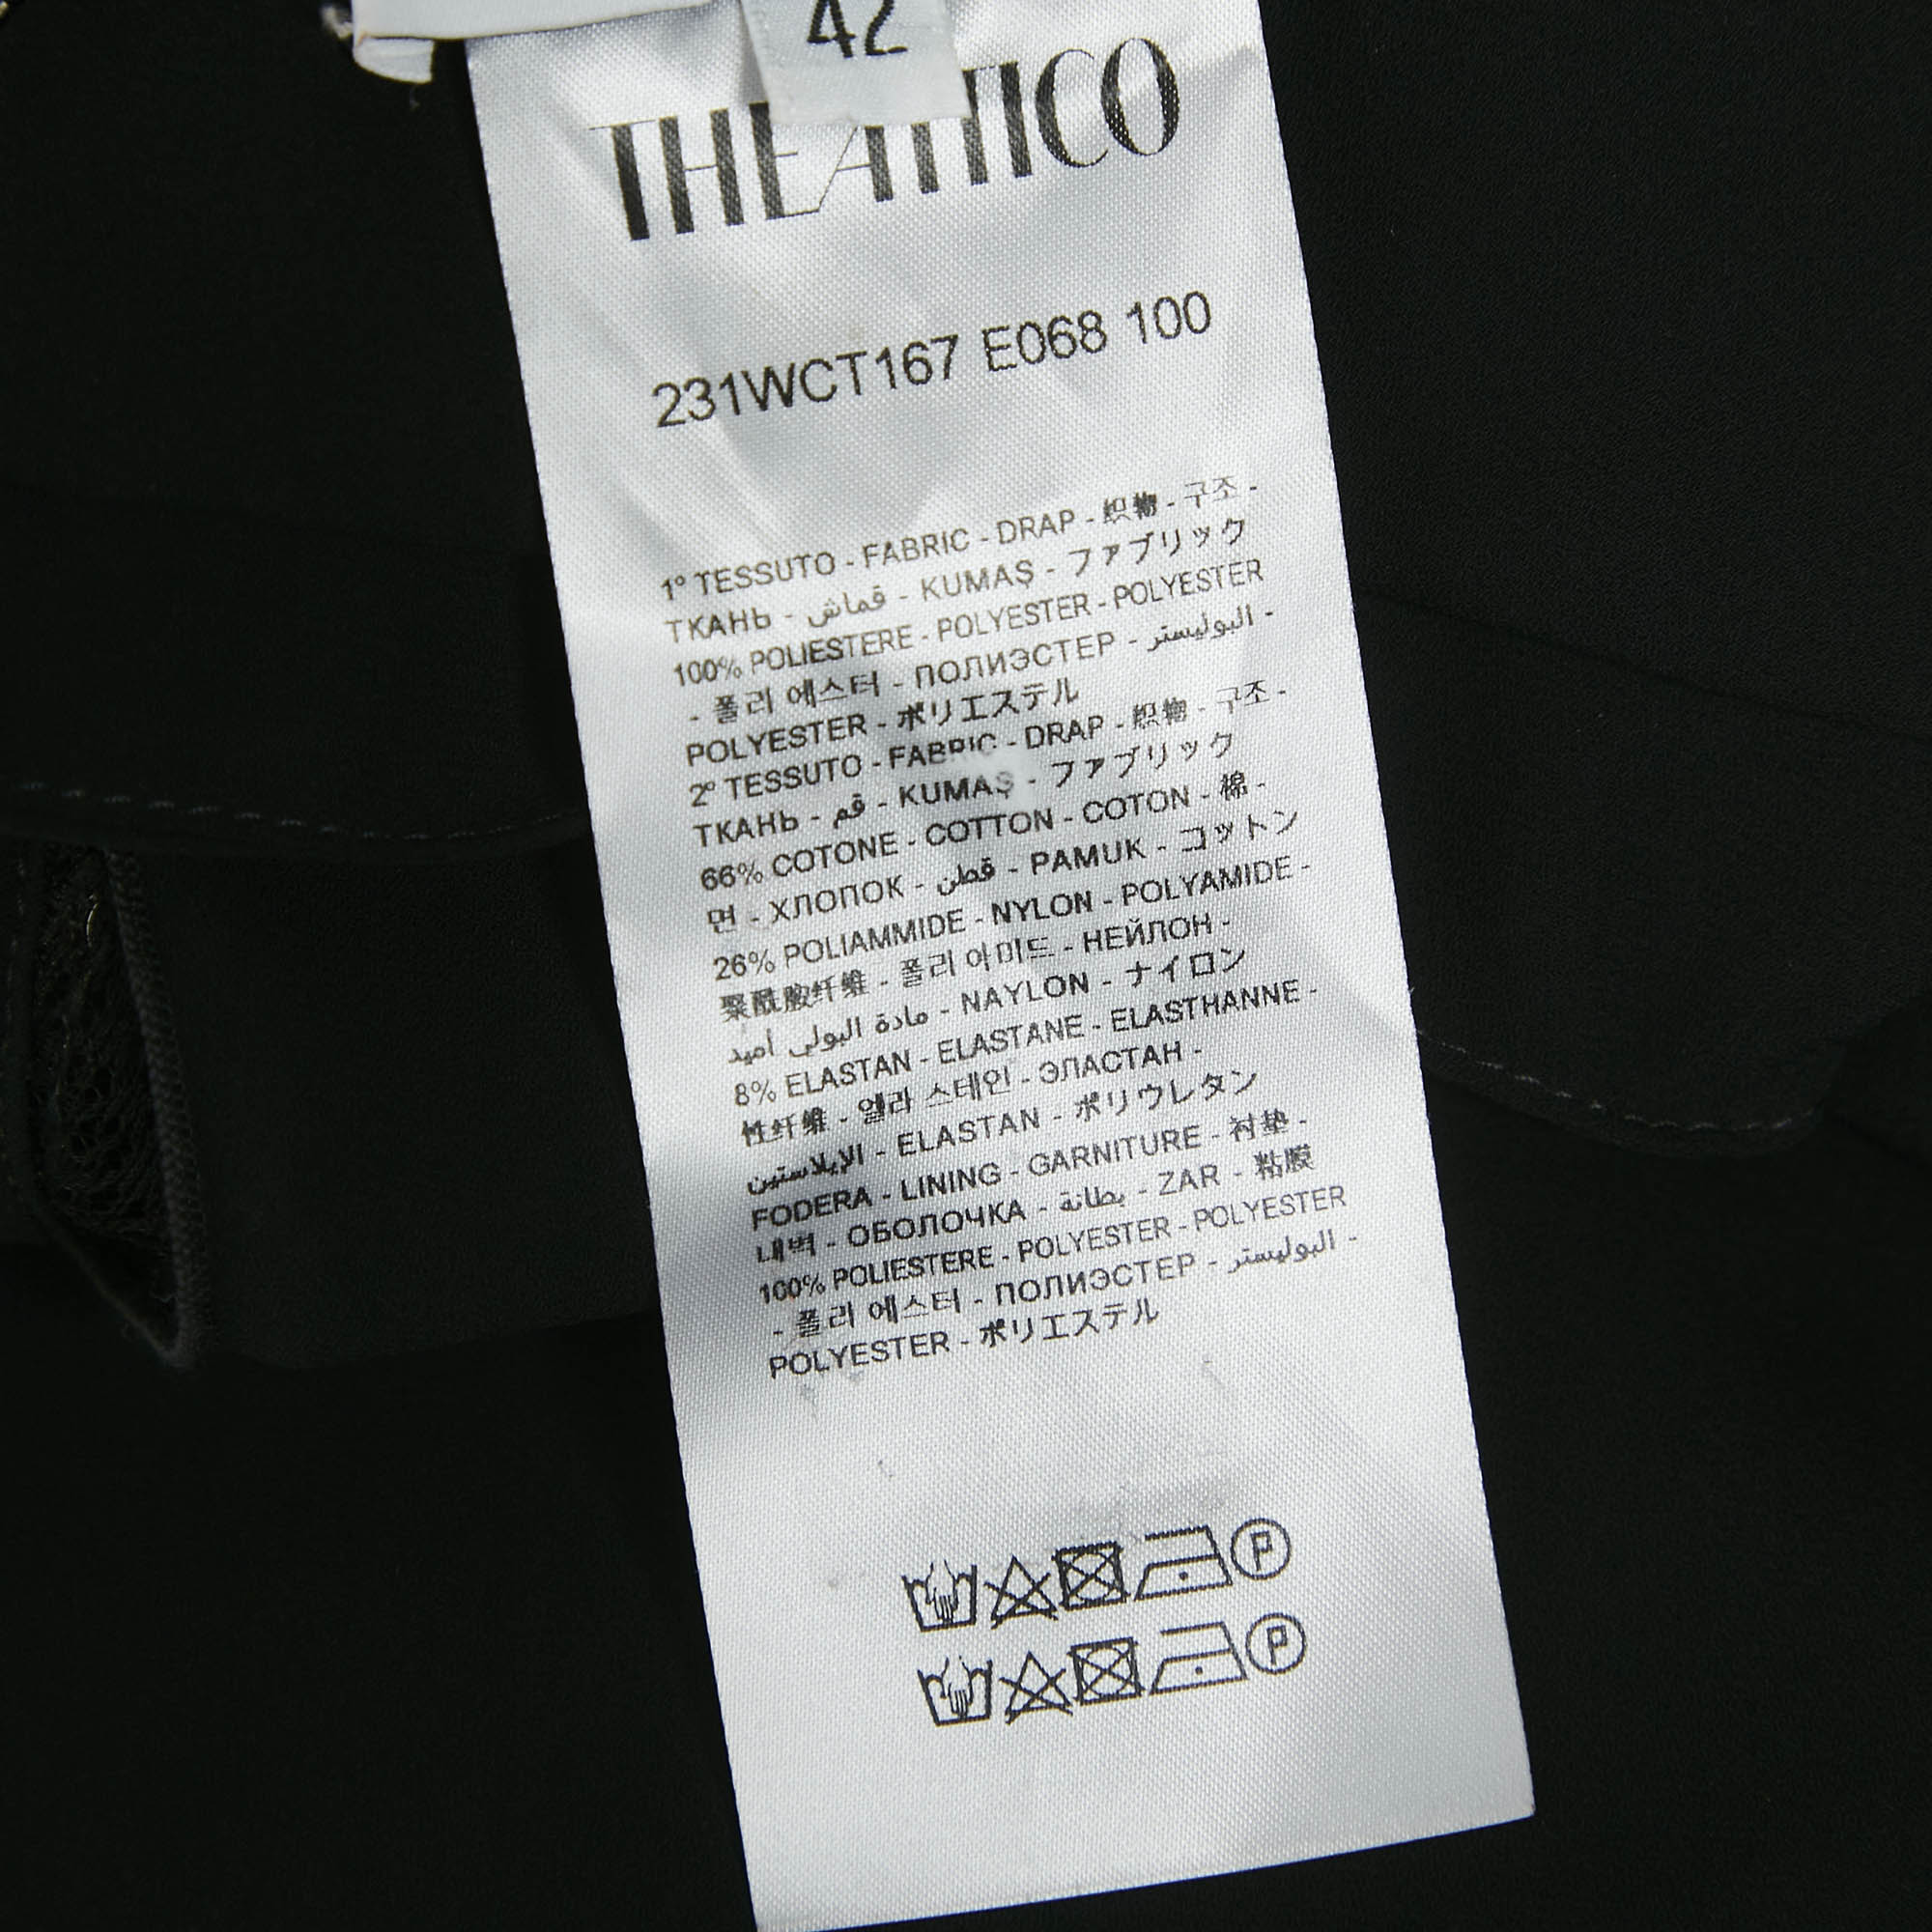 42
THE ATTICO
231WCT167 E068 100
1º TESSUTO - FABRIC - DRAP - 织物 - 구조 -
ТКАНЬ - قماش - KUMAŞ - ファブリック
100% POLIESTERE - POLYESTER - POLYESTER
- 폴리 에스터 - ПОЛИЭСТЕР - البوليستر -
POLYESTER - ポリエステル
2º TESSUTO - FABRIC - DRAP - 织物 - 구조 -
ТКАНЬ - قم - KUMAŞ - ファブリック
66% COTONE - COTTON - COTON - 棉 -
면 - ХЛОПОК - قطن - PAMUK - コットン
26% POLIAMMIDE - NYLON - POLYAMIDE -
聚酰胺纤维 - 폴리 아미드 - НЕЙЛОН -
مادة البولي أميد - NAYLON - ナイロン
8% ELASTAN - ELASTANE - ELASTHANNE -
性纤维 - 엘라 스테인 - ЭЛАСТАН -
الإيلاستين - ELASTAN - ポリウレタン
FODERA - LINING - GARNITURE - 衬垫 -
내벽 - ОБОЛОЧКА - بطانة - ZAR - 粘膜
100% POLIESTERE - POLYESTER - POLYESTER
- 폴리 에스터 - ПОЛИЭСТЕР - البوليستر -
POLYESTER - ポリエステル
P
P